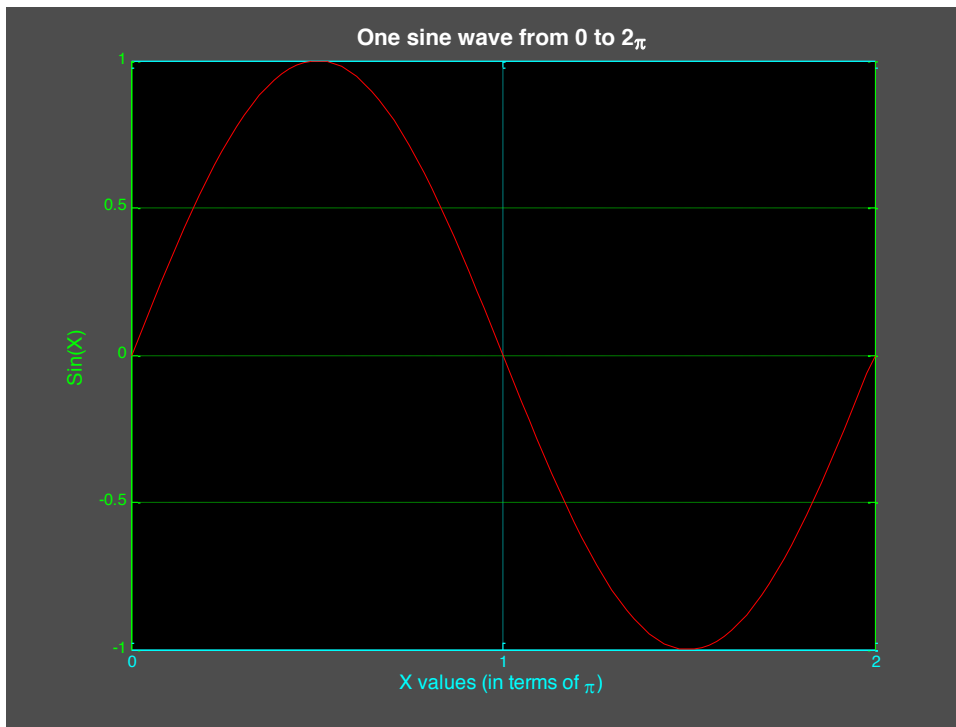 One sine wave from 0 to 2π
1
0.5
0
-0.5
-1
Sin(X)
0 1 2
X values (in terms of π)